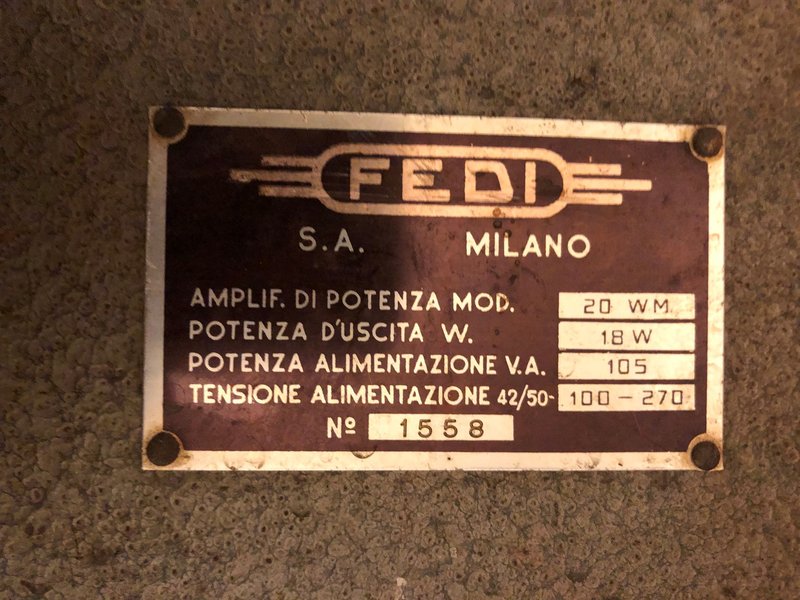 FEDI
S.A. MILANO
AMPLIF. DI POTENZA MOD. 20 WM
POTENZA D'USCITA W. 18 W
POTENZA ALIMENTAZIONE V.A. 105
TENSIONE ALIMENTAZIONE 42/50~ 100-270
Nº 1558